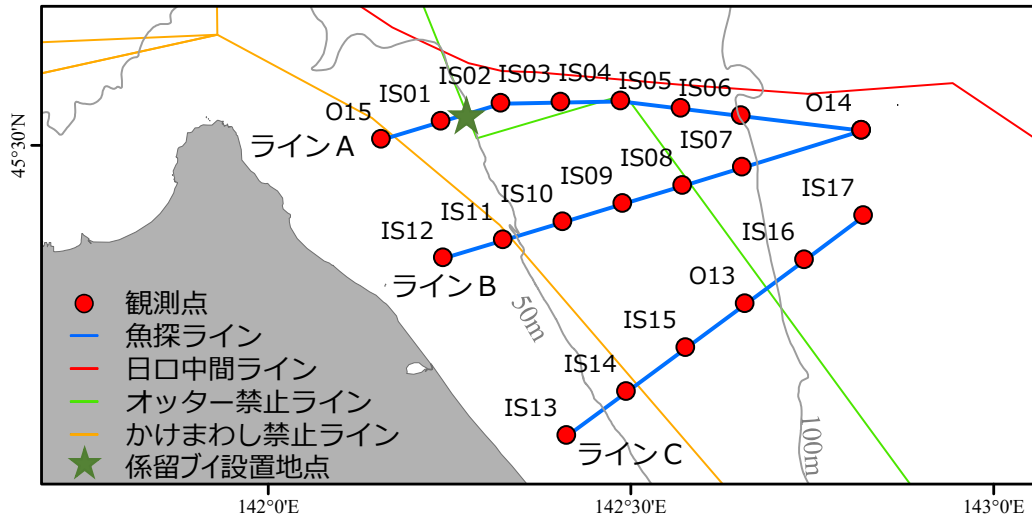 IS03
IS04
IS02
IS05
IS06
IS01
O15
O14
ラインA
IS07
45°30'N
IS08
IS09
IS17
IS10
IS11
IS16
IS12
ラインB
O13
観測点
50m
魚探ライン
IS15
日ロ中間ライン
IS14
オッター禁止ライン
IS13
かけまわし禁止ライン
100m
ラインC
係留ブイ設置地点
142°0'E
142°30'E
143°0'E